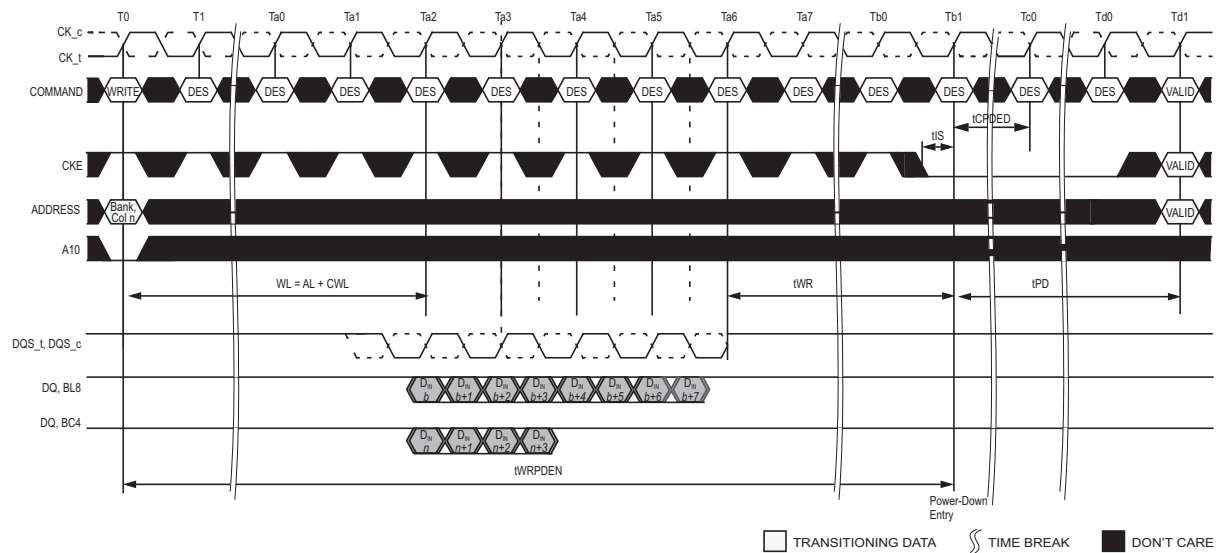 T0 T1 Ta0 Ta1 Ta2 Ta3 Ta4 Ta5 Ta6 Ta7 Tb0 Tb1 Tc0 Td0 Td1
CK_c
CK_t
COMMAND WRITE DES DES DES DES DES DES DES DES DES DES DES DES DES VALID
tCPDED
tIS
CKE VALID
ADDRESS Bank, Col n VALID
A10
WL = AL + CWL tWR tPD
DQS_t, DQS_c
DQ, BL8 DIN b DIN b+1 DIN b+2 DIN b+3 DIN b+4 DIN b+5 DIN b+6 DIN b+7
DQ, BC4 DIN n DIN n+1 DIN n+2 DIN n+3
tWRPDEN
Power-Down
Entry
TRANSITIONING DATA TIME BREAK DON'T CARE